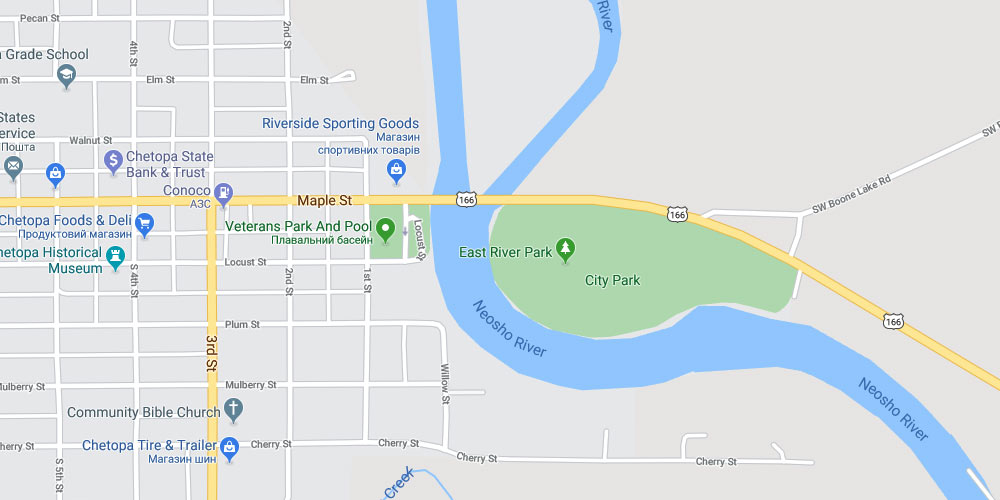 Pecan St
4th St
2nd St
River
Grade School
Elm St
Elm St
States
Riverside Sporting Goods
Магазин
спортивних товарів
ervice
Пошта
Walnut St
Chetopa State
Bank & Trust
Conoco
АЗС
SW Boone Lake Rd
Maple St
166
166
Chetopa Foods & Deli
Продуктовий магазин
Veterans Park And Pool
Плавальний басейн
Locust St
East River Park
City Park
hetopa Historical
Museum
Locust St
S 4th St
2nd St
1st St
166
Neosho River
Plum St
3rd St
Mulberry St
Mulberry St
Willow St
Neosho River
Community Bible Church
Chetopa Tire & Trailer
Магазин шин
herry St
Cherry St
Cherry St
Cherry St
Cherry St
S 5th St
Creek